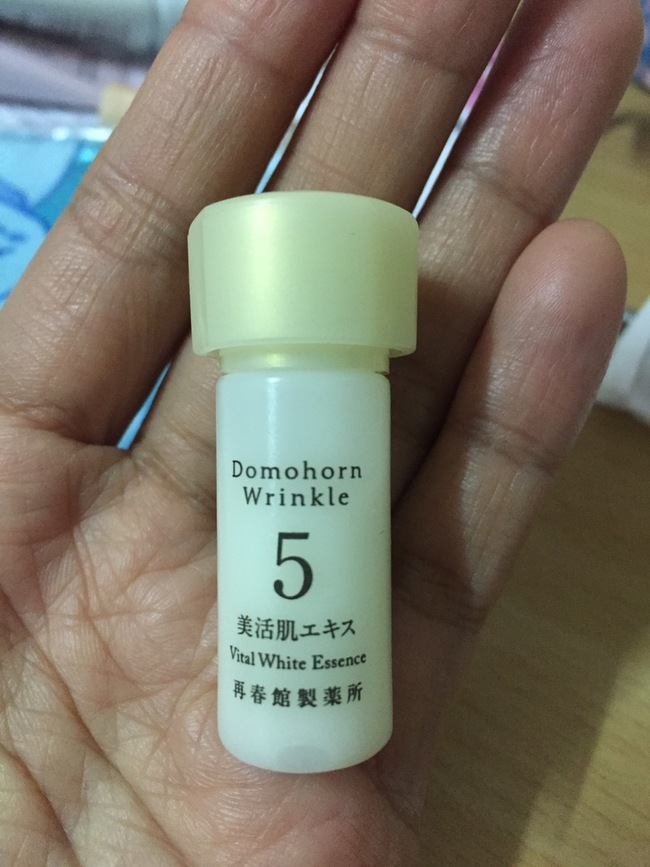 Domohorn
Wrinkle
5
美活肌エキス
Vital White Essence
再春館製薬所